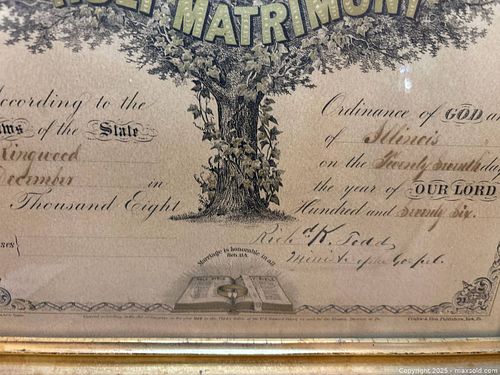 HOLY MATRIMONY
According to the
Ordinance of GOD an
Laws of the State
of Illinois
Ringwood
on the Twenty seventh day
December in
the year of OUR LORD
Thousand Eight
Hundred and Seventy Six.
Rich'd K. Todd
Minister of the Gospel.
Marriage is honorable in all
Heb. 13.4.
Copyright 2025 - maxsold.com